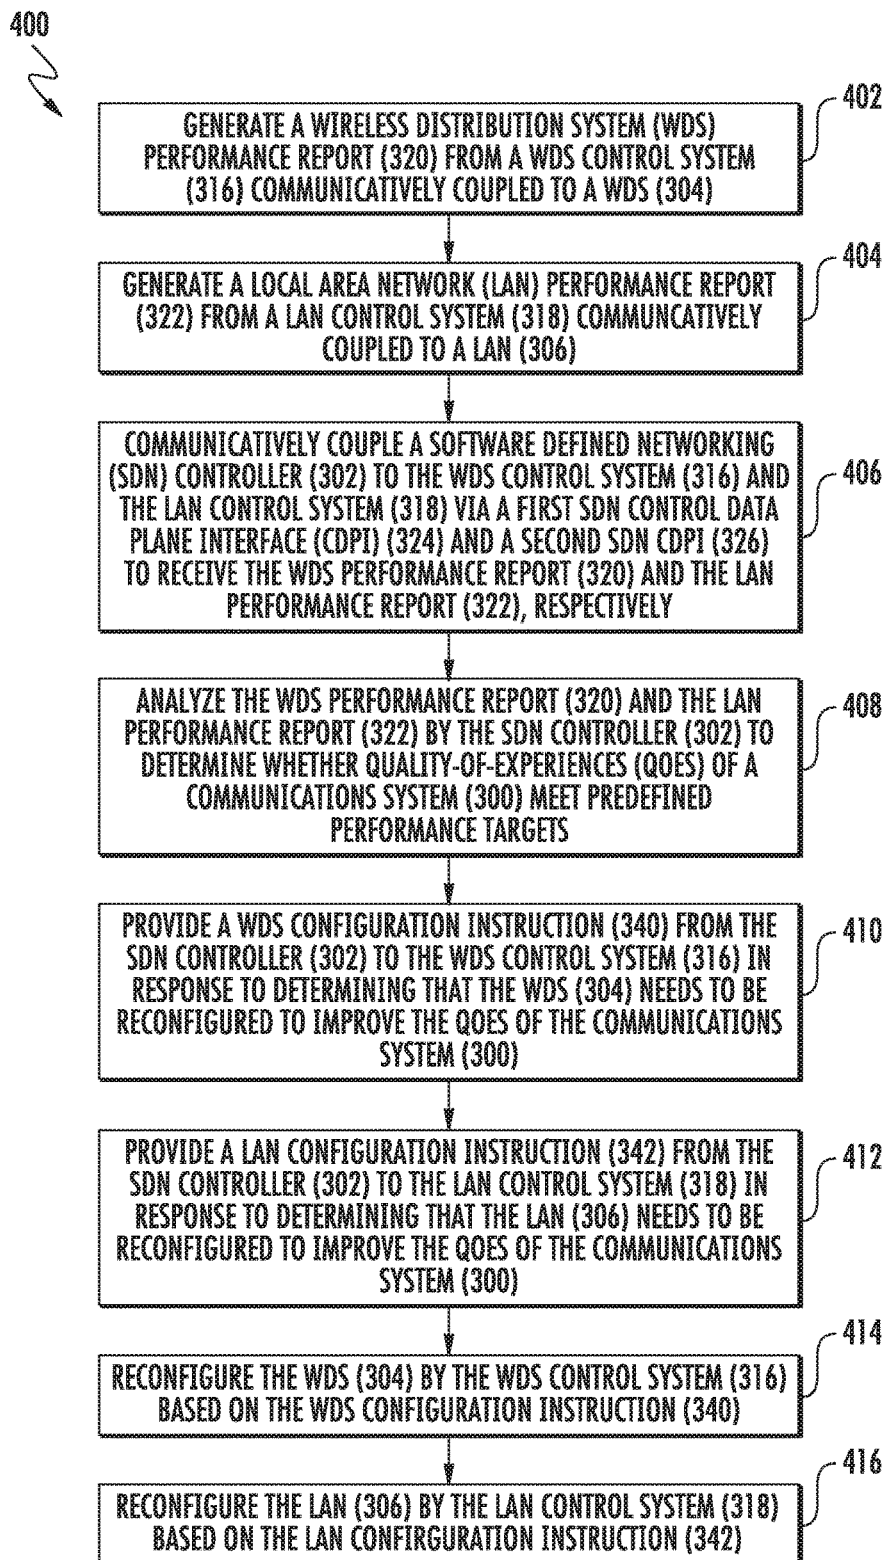 400
402
GENERATE A WIRELESS DISTRIBUTION SYSTEM (WDS)
PERFORMANCE REPORT (320) FROM A WDS CONTROL SYSTEM
(316) COMMUNICATIVELY COUPLED TO A WDS (304)
404
GENERATE A LOCAL AREA NETWORK (LAN) PERFORMANCE REPORT
(322) FROM A LAN CONTROL SYSTEM (318) COMMUNCATIVELY
COUPLED TO A LAN (306)
406
COMMUNICATIVELY COUPLE A SOFTWARE DEFINED NETWORKING
(SDN) CONTROLLER (302) TO THE WDS CONTROL SYSTEM (316) AND
THE LAN CONTROL SYSTEM (318) VIA A FIRST SDN CONTROL DATA
PLANE INTERFACE (CDPI) (324) AND A SECOND SDN CDPI (326)
TO RECEIVE THE WDS PERFORMANCE REPORT (320) AND THE LAN
PERFORMANCE REPORT (322), RESPECTIVELY
408
ANALYZE THE WDS PERFORMANCE REPORT (320) AND THE LAN
PERFORMANCE REPORT (322) BY THE SDN CONTROLLER (302) TO
DETERMINE WHETHER QUALITY-OF-EXPERIENCES (QOES) OF A
COMMUNICATIONS SYSTEM (300) MEET PREDEFINED
PERFORMANCE TARGETS
410
PROVIDE A WDS CONFIGURATION INSTRUCTION (340) FROM THE
SDN CONTROLLER (302) TO THE WDS CONTROL SYSTEM (316) IN
RESPONSE TO DETERMINING THAT THE WDS (304) NEEDS TO BE
RECONFIGURED TO IMPROVE THE QOES OF THE COMMUNICATIONS
SYSTEM (300)
412
PROVIDE A LAN CONFIGURATION INSTRUCTION (342) FROM THE
SDN CONTROLLER (302) TO THE LAN CONTROL SYSTEM (318) IN
RESPONSE TO DETERMINING THAT THE LAN (306) NEEDS TO BE
RECONFIGURED TO IMPROVE THE QOES OF THE COMMUNICATIONS
SYSTEM (300)
414
RECONFIGURE THE WDS (304) BY THE WDS CONTROL SYSTEM (316)
BASED ON THE WDS CONFIGURATION INSTRUCTION (340)
416
RECONFIGURE THE LAN (306) BY THE LAN CONTROL SYSTEM (318)
BASED ON THE LAN CONFIRGURATION INSTRUCTION (342)